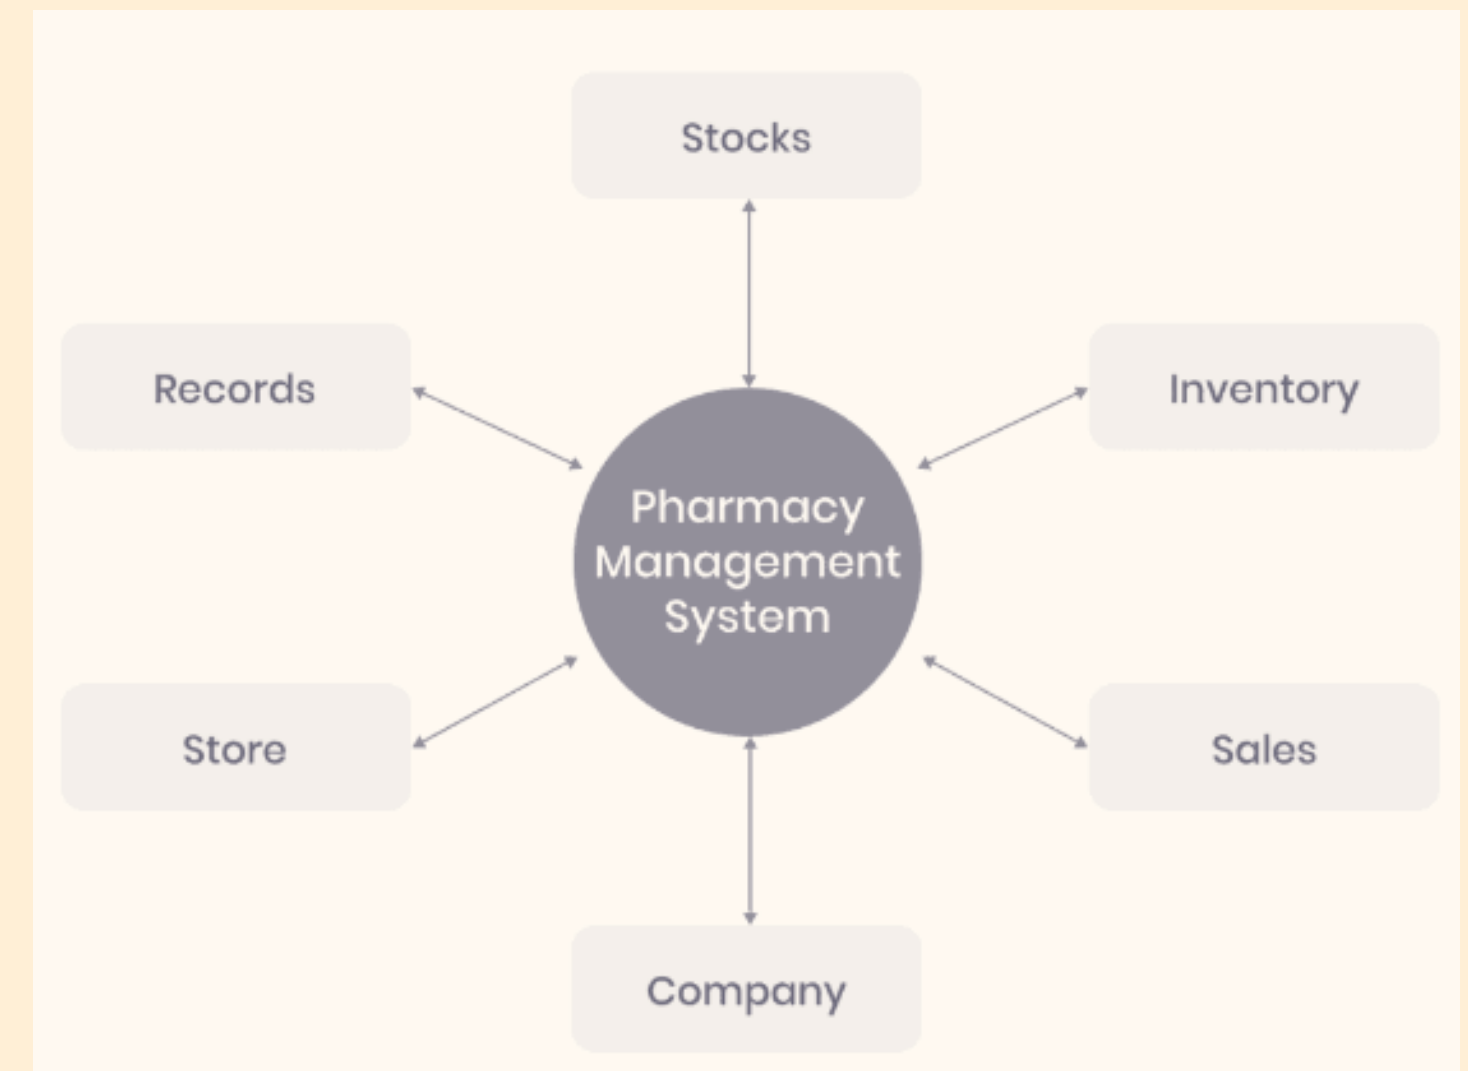 Stocks
Records
Inventory
Pharmacy
Management
System
Store
Sales
Company